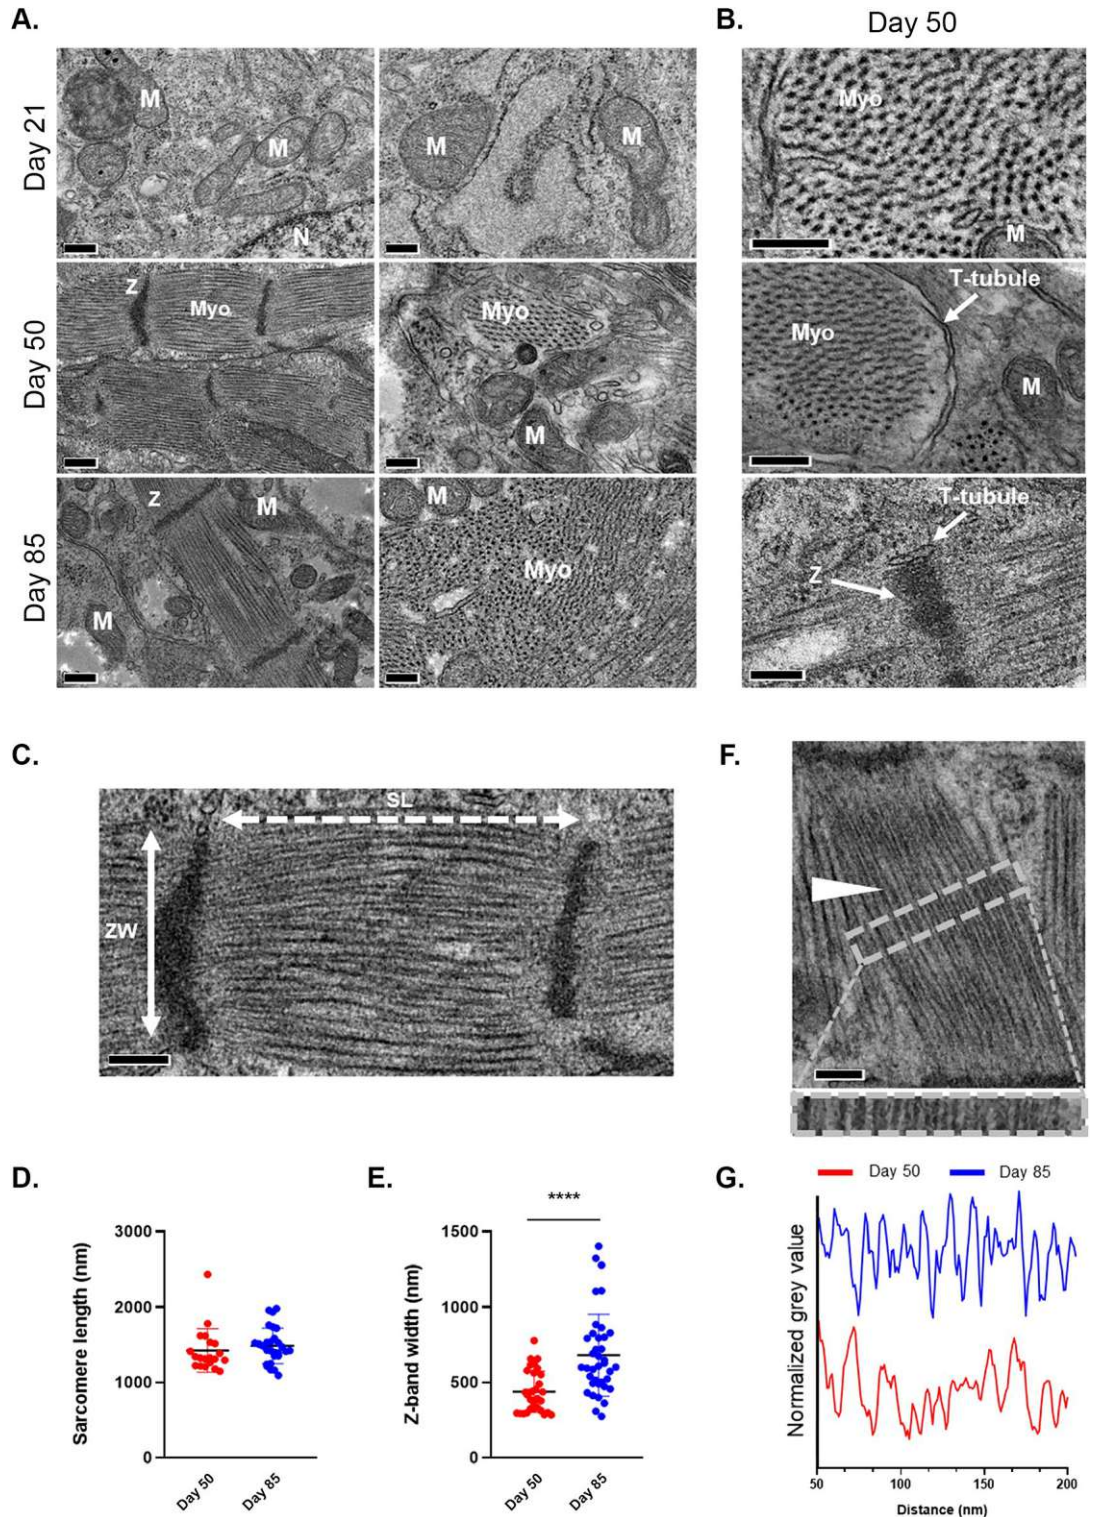 A.
B.
Day 50
Day 21
M
M
N
M
M
Myo
M
Day 50
Z
Myo
Myo
M
T-tubule
Myo
M
Day 85
Z
M
M
M
Myo
T-tubule
Z
C.
SL
ZW
F.
D.
3000
2000
1000
0
Sarcomere length (nm)
Day 50
Day 85
E.
****
1500
1000
500
0
Z-band width (nm)
Day 50
Day 85
G.
Day 50
Day 85
Normalized grey value
50
100
150
200
Distance (nm)